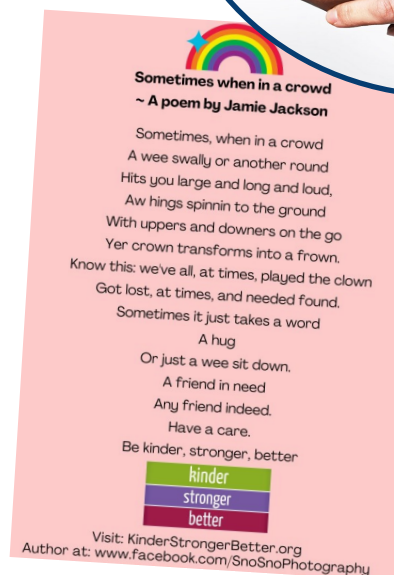 Sometimes when in a crowd
~ A poem by Jamie Jackson
Sometimes, when in a crowd
A wee swally or another round
Hits you large and long and loud,
Aw hings spinnin to the ground
With uppers and downers on the go
Yer crown transforms into a frown.
Know this: we've all, at times, played the clown
Got lost, at times, and needed found.
Sometimes it just takes a word
A hug
Or just a wee sit down.
A friend in need
Any friend indeed.
Have a care.
Be kinder, stronger, better
kinder
stronger
better
Visit: KinderStrongerBetter.org
Author at: www.facebook.com/SnoSnoPhotography